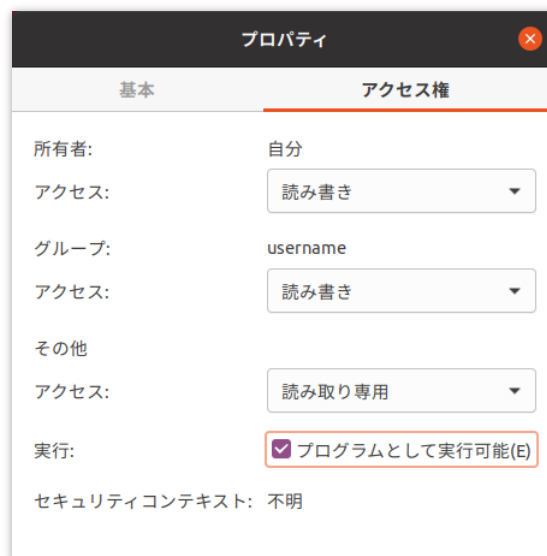 プロパティ
基本 アクセス権
所有者: 自分
アクセス: 読み書き
グループ: username
アクセス: 読み書き
その他
アクセス: 読み取り専用
実行: プログラムとして実行可能(E)
セキュリティコンテキスト: 不明